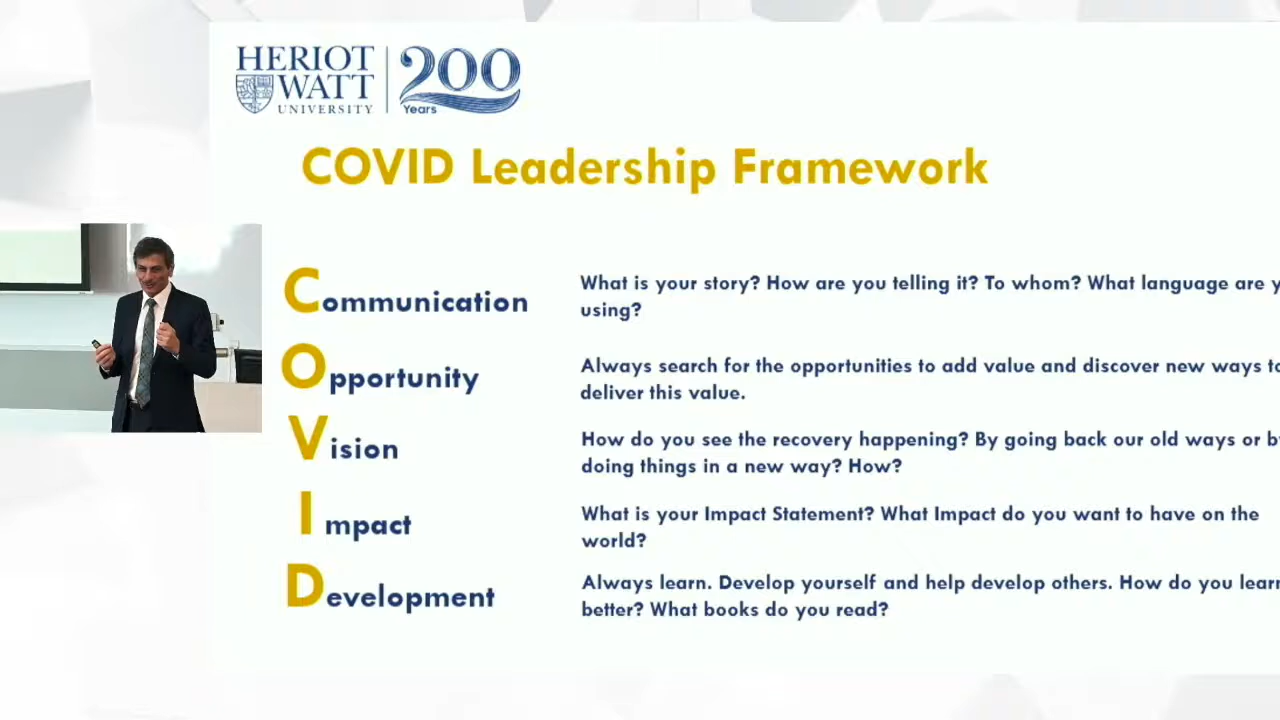 HERIOT
WATT
UNIVERSITY
200
Years
COVID Leadership Framework
Communication
What is your story? How are you telling it? To whom? What language are y
using?
Opportunity
Always search for the opportunities to add value and discover new ways to
deliver this value.
Vision
How do you see the recovery happening? By going back our old ways or by
doing things in a new way? How?
Impact
What is your Impact Statement? What Impact do you want to have on the
world?
Development
Always learn. Develop yourself and help develop others. How do you learn
better? What books do you read?